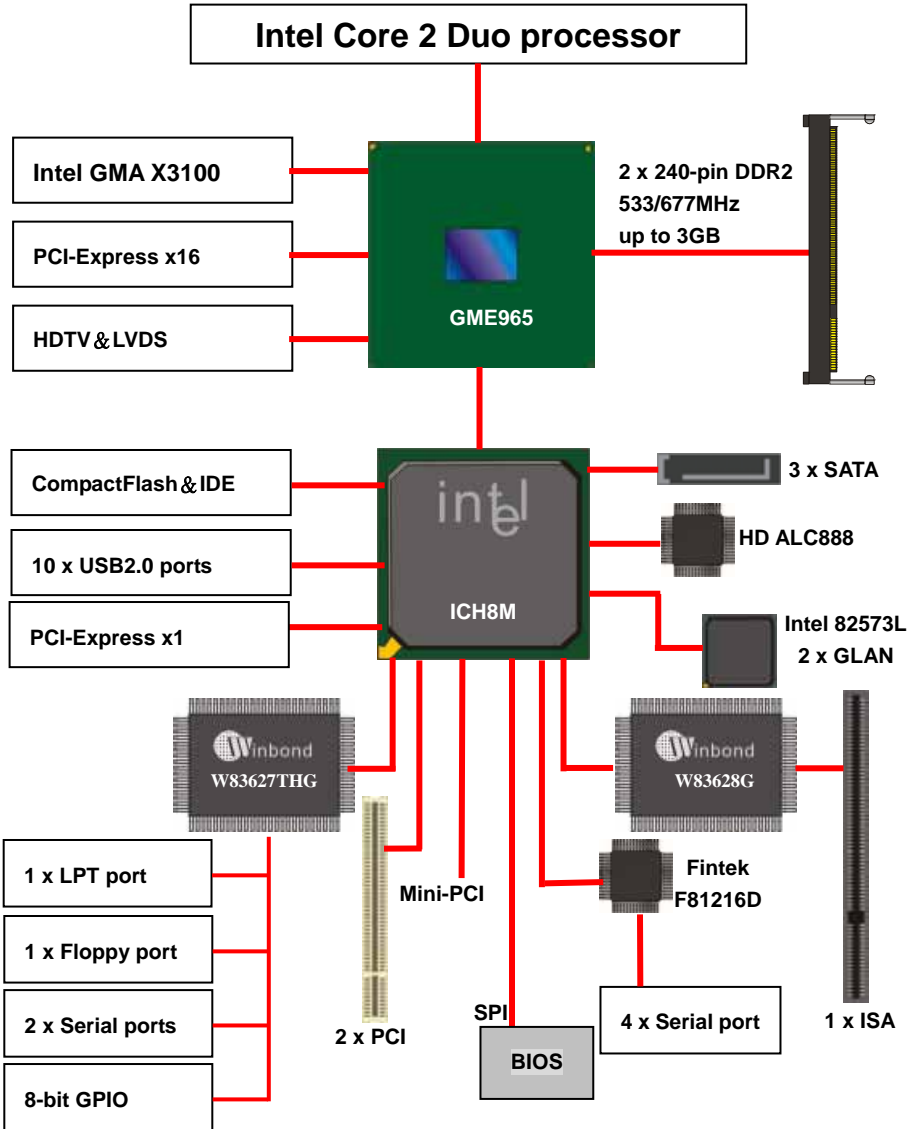 Intel Core 2 Duo processor
Intel GMA X3100
PCI-Express x16
HDTV＆LVDS
GME965
2 x 240-pin DDR2
533/677MHz
up to 3GB
CompactFlash＆IDE
10 x USB2.0 ports
PCI-Express x1
intel
ICH8M
3 x SATA
HD ALC888
Intel 82573L
2 x GLAN
Winbond
W83627THG
Winbond
W83628G
1 x LPT port
1 x Floppy port
2 x Serial ports
8-bit GPIO
2 x PCI
Mini-PCI
SPI
BIOS
Fintek
F81216D
4 x Serial port
1 x ISA